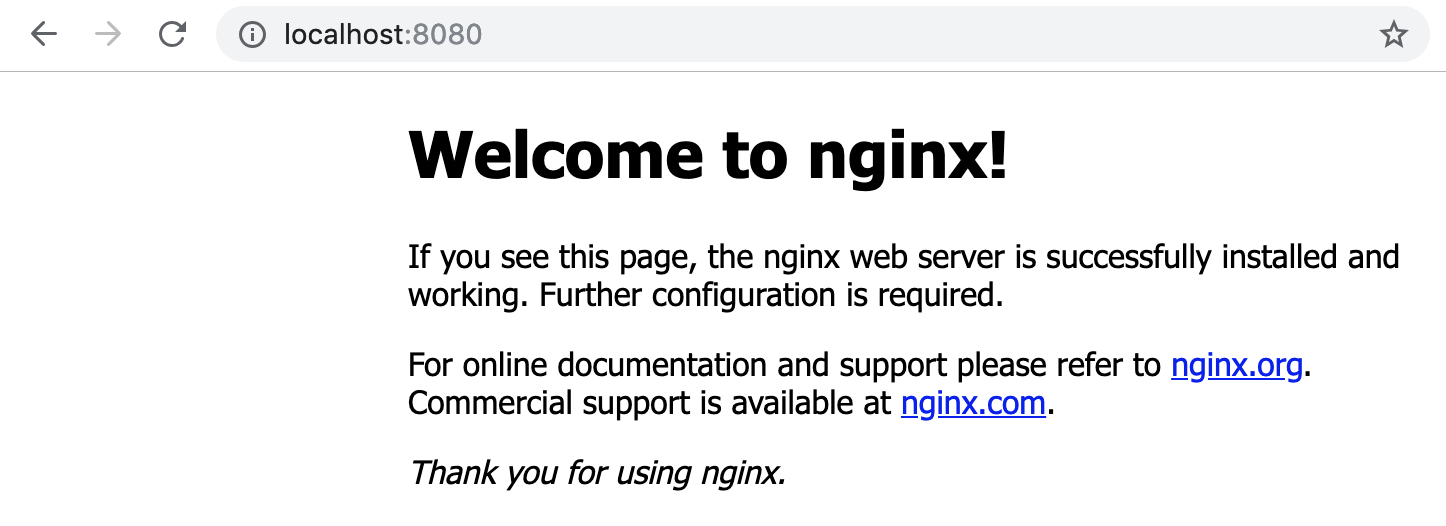 localhost:8080
Welcome to nginx!
If you see this page, the nginx web server is successfully installed and
working. Further configuration is required.
For online documentation and support please refer to nginx.org.
Commercial support is available at nginx.com.
Thank you for using nginx.